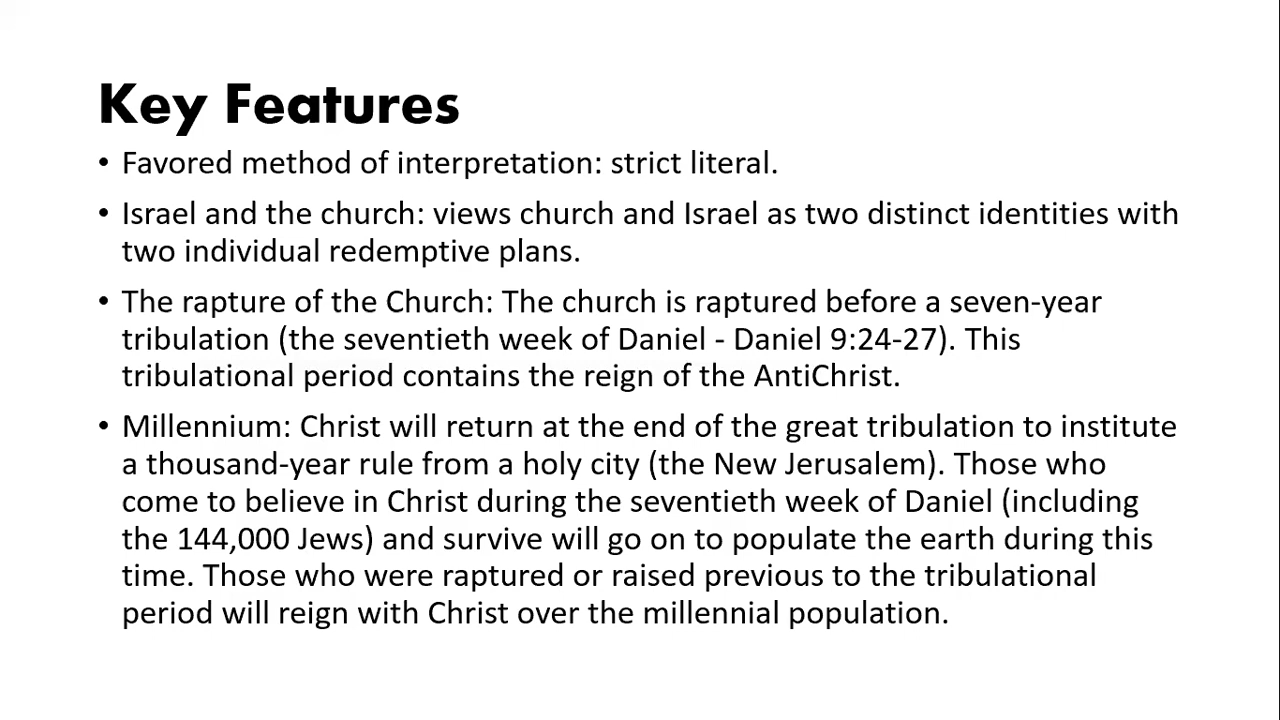 Key Features
• Favored method of interpretation: strict literal.
• Israel and the church: views church and Israel as two distinct identities with
two individual redemptive plans.
• The rapture of the Church: The church is raptured before a seven-year
tribulation (the seventieth week of Daniel - Daniel 9:24-27). This
tribulational period contains the reign of the AntiChrist.
• Millennium: Christ will return at the end of the great tribulation to institute
a thousand-year rule from a holy city (the New Jerusalem). Those who
come to believe in Christ during the seventieth week of Daniel (including
the 144,000 Jews) and survive will go on to populate the earth during this
time. Those who were raptured or raised previous to the tribulational
period will reign with Christ over the millennial population.